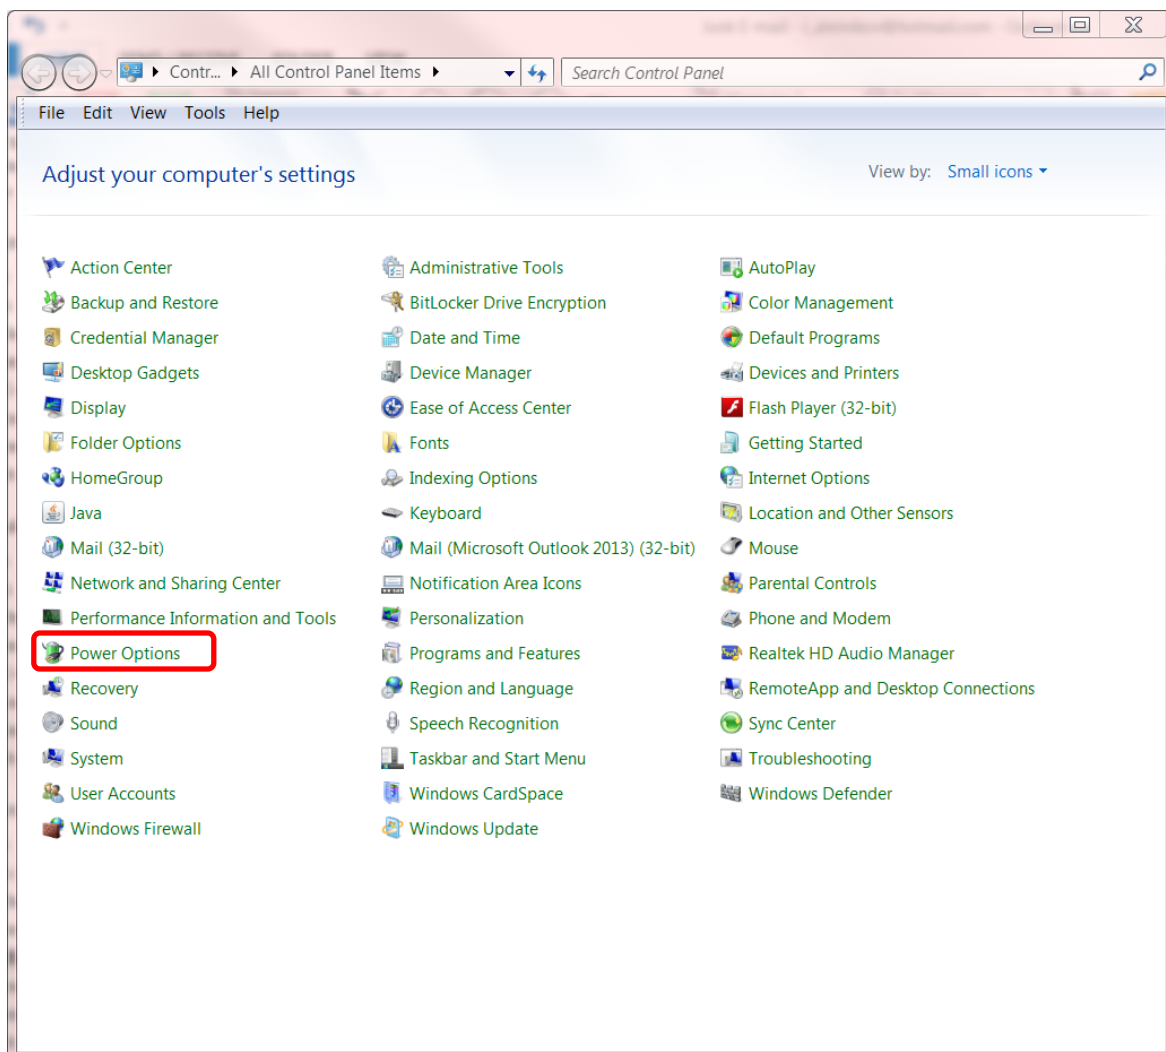 Contr... All Control Panel Items Search Control Panel
File Edit View Tools Help
Adjust your computer's settings View by: Small icons
Action Center Administrative Tools AutoPlay
Backup and Restore BitLocker Drive Encryption Color Management
Credential Manager Date and Time Default Programs
Desktop Gadgets Device Manager Devices and Printers
Display Ease of Access Center Flash Player (32-bit)
Folder Options Fonts Getting Started
HomeGroup Indexing Options Internet Options
Java Keyboard Location and Other Sensors
Mail (32-bit) Mail (Microsoft Outlook 2013) (32-bit) Mouse
Network and Sharing Center Notification Area Icons Parental Controls
Performance Information and Tools Personalization Phone and Modem
Power Options Programs and Features Realtek HD Audio Manager
Recovery Region and Language RemoteApp and Desktop Connections
Sound Speech Recognition Sync Center
System Taskbar and Start Menu Troubleshooting
User Accounts Windows CardSpace Windows Defender
Windows Firewall Windows Update